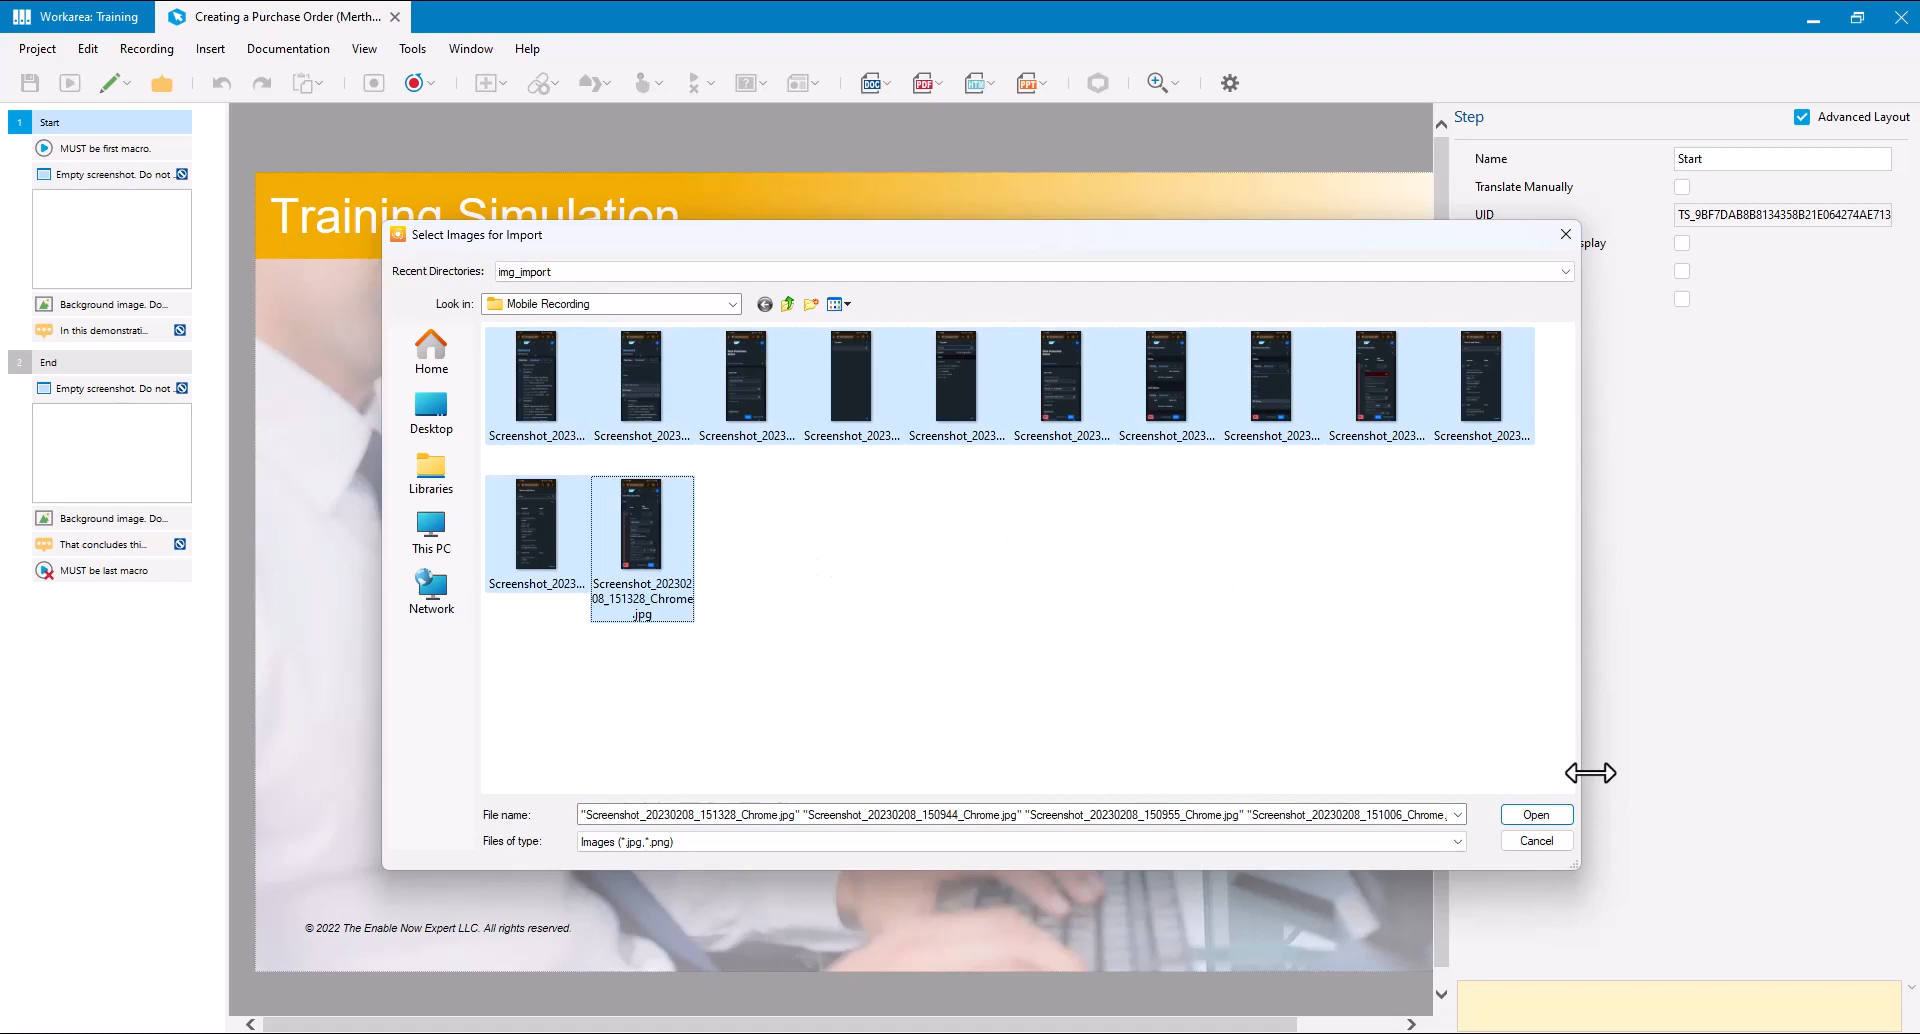 Workarea: Training
Creating a Purchase Order (Merth...
Project Edit Recording Insert Documentation View Tools Window Help
DOC PDF HTM PPT
1 Start
MUST be first macro.
Empty screenshot. Do not
Background image. Do...
In this demonstrati...
2 End
Empty screenshot. Do not
Background image. Do...
That concludes thi...
MUST be last macro
Training Simulation
Select Images for Import
Recent Directories: img_import
Look in: Mobile Recording
Home
Desktop
Libraries
This PC
Network
Screenshot_2023... Screenshot_2023... Screenshot_2023... Screenshot_2023... Screenshot_2023... Screenshot_2023... Screenshot_2023... Screenshot_2023... Screenshot_2023... Screenshot_2023...
Screenshot_2023... Screenshot_202302
08_151328_Chrome
.jpg
File name: "Screenshot_20230208_151328_Chrome.jpg" "Screenshot_20230208_150944_Chrome.jpg" "Screenshot_20230208_150955_Chrome.jpg" "Screenshot_20230208_151006_Chrome.
Open
Files of type: Images (*.jpg,*.png)
Cancel
© 2022 The Enable Now Expert LLC. All rights reserved.
Step
Advanced Layout
Name Start
Translate Manually
UID TS_9BF7DAB8B8134358B21E064274AE713
splay